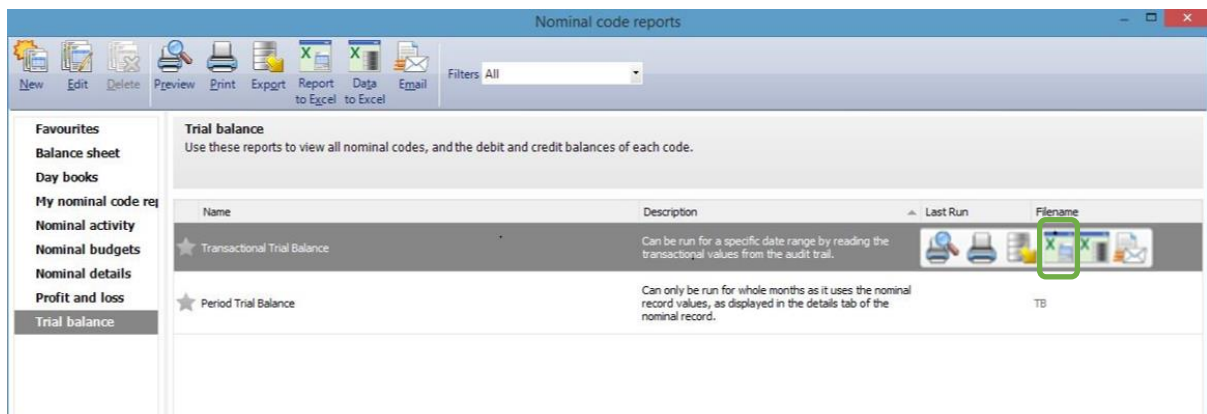 Nominal code reports
New Edit Delete Preview Print Export Report to Excel Data to Excel Email Filters All
Favourites
Balance sheet
Day books
My nominal code rep
Nominal activity
Nominal budgets
Nominal details
Profit and loss
Trial balance
Trial balance
Use these reports to view all nominal codes, and the debit and credit balances of each code.
Name Description Last Run Filename
Transactional Trial Balance
Can be run for a specific date range by reading the
transactional values from the audit trail.
Period Trial Balance
Can only be run for whole months as it uses the nominal
record values, as displayed in the details tab of the
nominal record.
TB